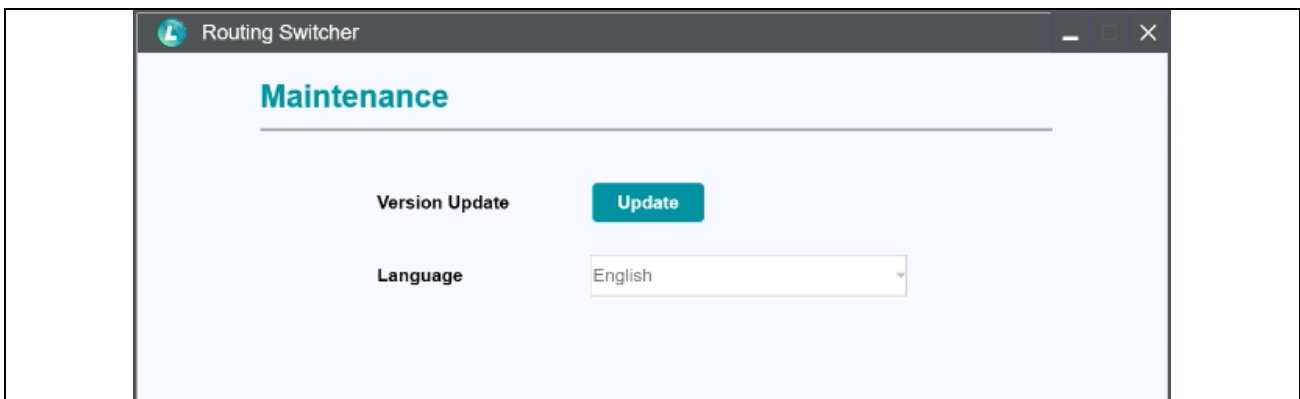 Routing Switcher
Maintenance
Version Update Update
Language English